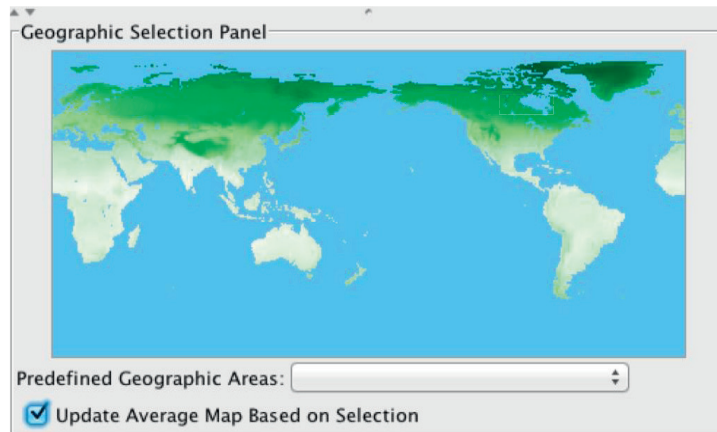 Geographic Selection Panel
Predefined Geographic Areas:
Update Average Map Based on Selection